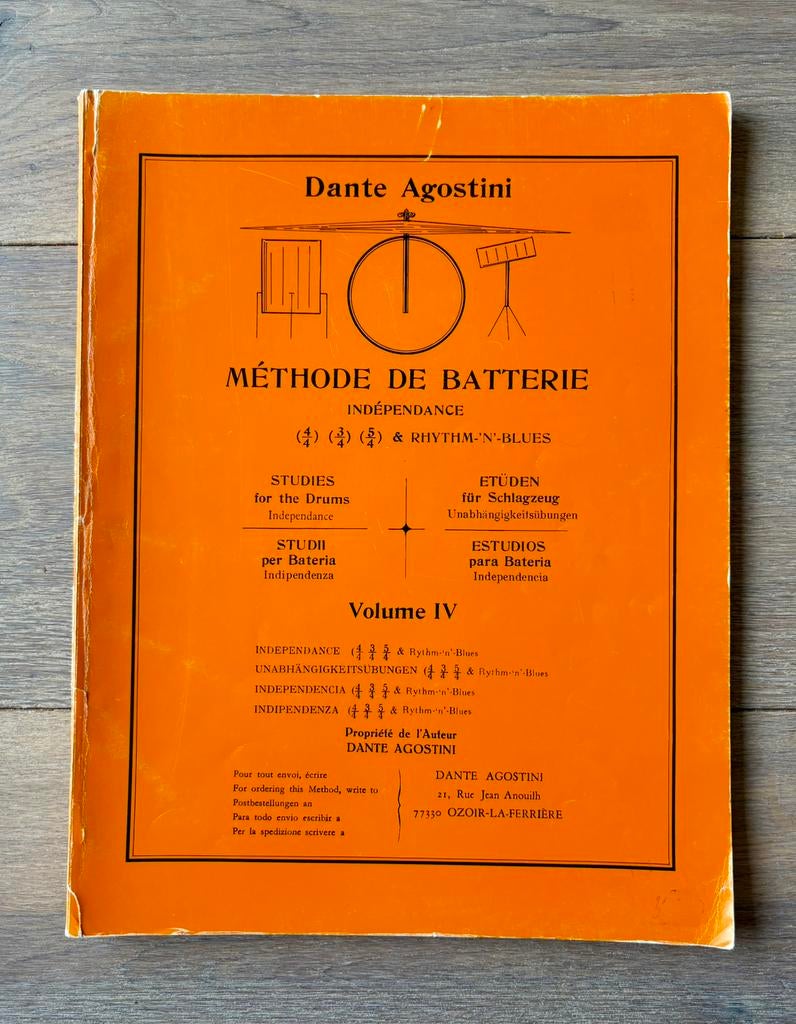 Dante Agostini
MÉTHODE DE BATTERIE
INDÉPENDANCE
(4/4) (3/4) (5/4) & RHYTHM-'N'-BLUES
STUDIES
for the Drums
Independance
ETÜDEN
für Schlagzeug
Unabhängigkeitsübungen
STUDII
per Bateria
Indipendenza
ESTUDIOS
para Bateria
Independencia
Volume IV
INDEPENDANCE (4/4 3/4 5/4 & Rythm-'n'-Blues
UNABHÄNGIGKEITSÜBUNGEN (4/4 3/4 5/4 & Rythm-'n'-Blues
INDEPENDENCIA (4/4 3/4 5/4 & Rythm-'n'-Blues
INDIPENDENZA (4/4 3/4 5/4 & Rythm-'n'-Blues
Propriété de l'Auteur
DANTE AGOSTINI
Pour tout envoi, écrire
For ordering this Method, write to
Postbestellungen an
Para todo envio escribir a
Per la spedizione scrivere a
DANTE AGOSTINI
21, Rue Jean Anouilh
77330 OZOIR-LA-FERRIÈRE